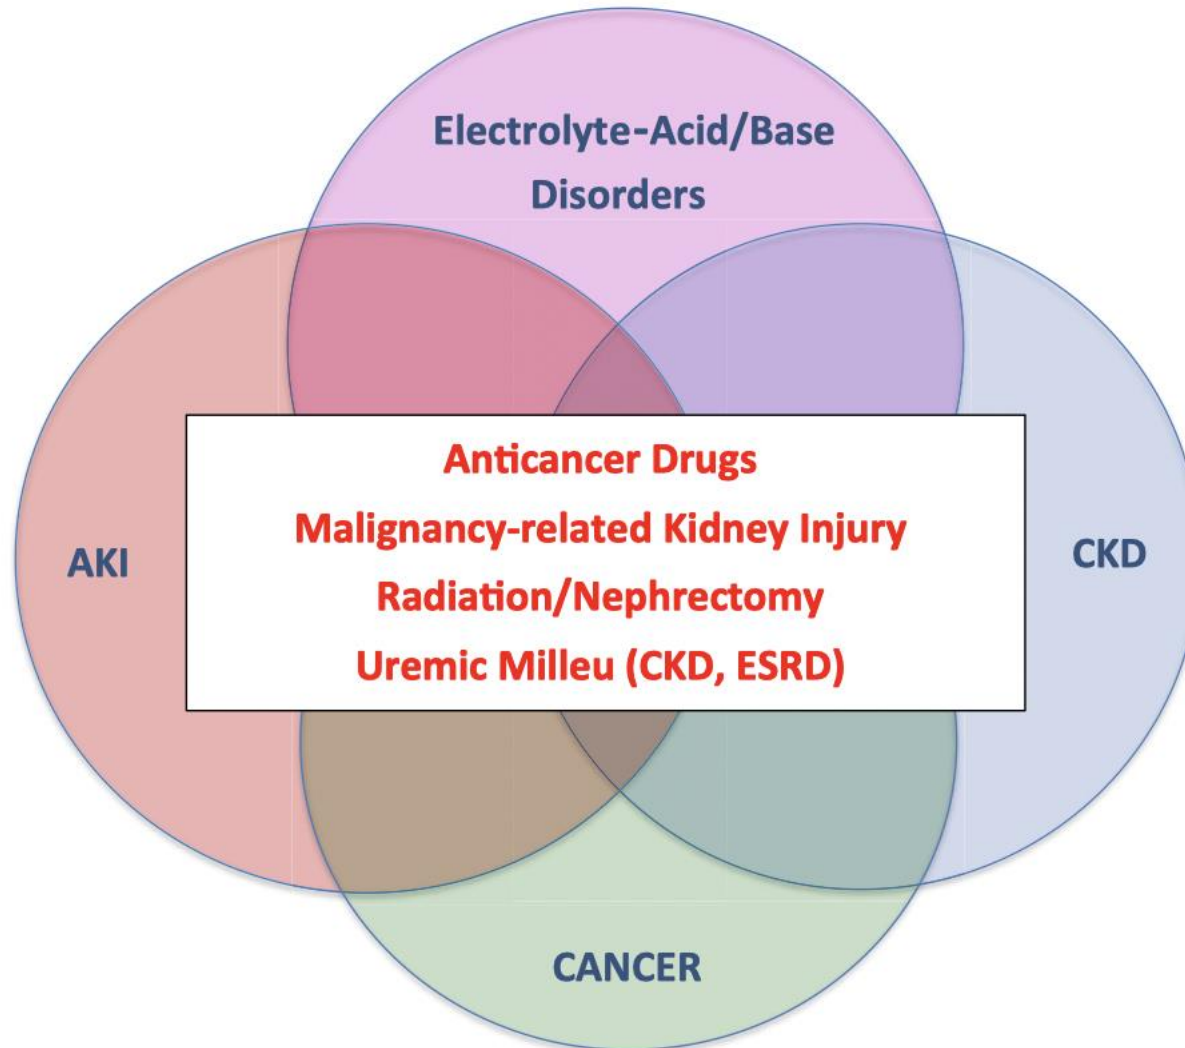 Electrolyte-Acid/Base
Disorders
AKI
Anticancer Drugs
Malignancy-related Kidney Injury
Radiation/Nephrectomy
Uremic Milleu (CKD, ESRD)
CKD
CANCER